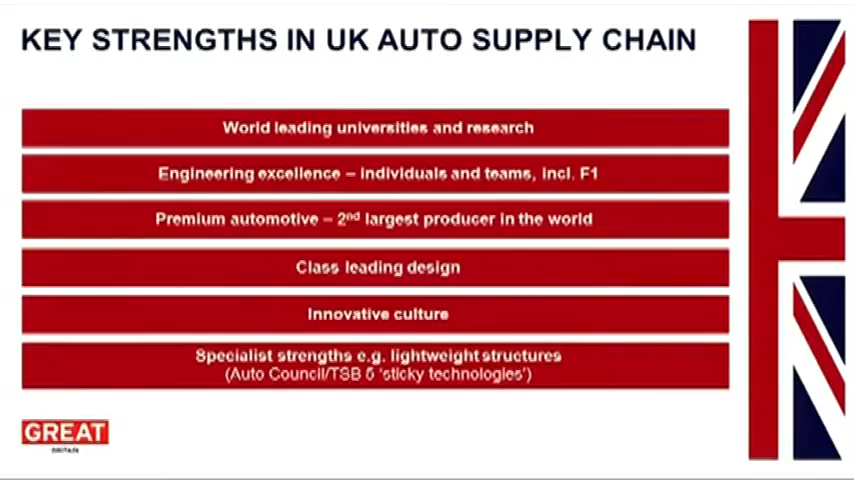 KEY STRENGTHS IN UK AUTO SUPPLY CHAIN
World leading universities and research
Engineering excellence – individuals and teams, incl. F1
Premium automotive – 2nd largest producer in the world
Class leading design
Innovative culture
Specialist strengths e.g. lightweight structures
(Auto Council/TSB 5 'sticky technologies')
GREAT
BRITAIN